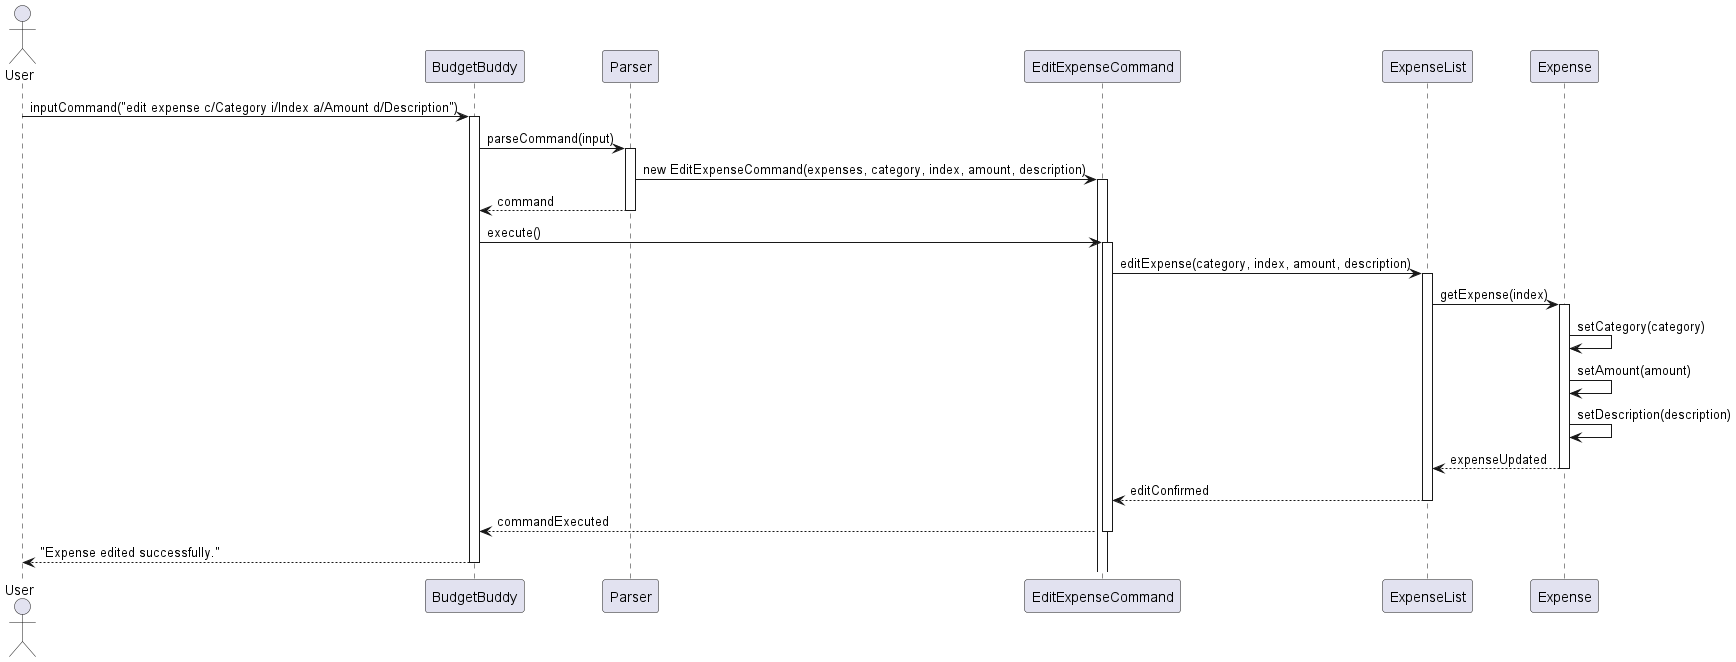 User
BudgetBuddy
Parser
EditExpenseCommand
ExpenseList
Expense
inputCommand("edit expense c/Category i/Index a/Amount d/Description")
parseCommand(input)
new EditExpenseCommand(expenses, category, index, amount, description)
command
execute()
editExpense(category, index, amount, description)
getExpense(index)
setCategory(category)
setAmount(amount)
setDescription(description)
expenseUpdated
editConfirmed
commandExecuted
"Expense edited successfully."
User
BudgetBuddy
Parser
EditExpenseCommand
ExpenseList
Expense